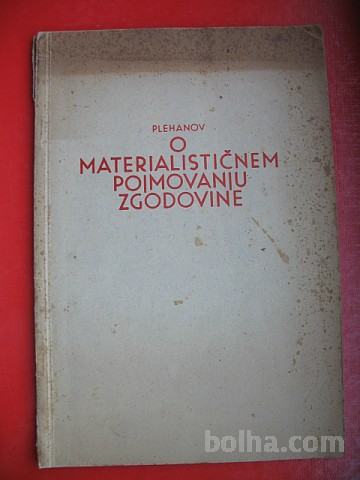 PLEHANOV
O
MATERIALISTIČNEM
POJMOVANJU
ZGODOVINE
bolha.com